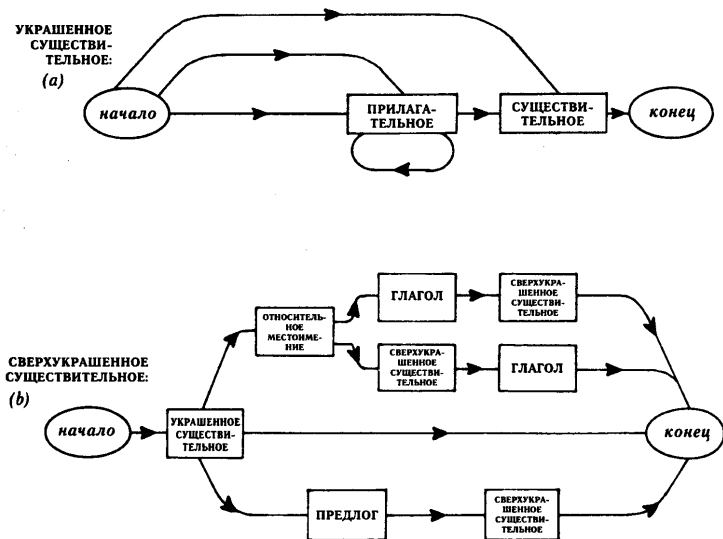 УКРАШЕННОЕ
СУЩЕСТВИ-
ТЕЛЬНОЕ:
(a)
начало
ПРИЛАГА-
ТЕЛЬНОЕ
СУЩЕСТВИ-
ТЕЛЬНОЕ
конец
СВЕРХУКРАШЕННОЕ
СУЩЕСТВИТЕЛЬНОЕ:
(b)
начало
УКРАШЕННОЕ
СУЩЕСТВИ-
ТЕЛЬНОЕ
ОТНОСИТЕЛЬ-
НОЕ
МЕСТОИМЕ-
НИЕ
ГЛАГОЛ
СВЕРХУКРА-
ШЕННОЕ
СУЩЕСТВИ-
ТЕЛЬНОЕ
СВЕРХУКРА-
ШЕННОЕ
СУЩЕСТВИ-
ТЕЛЬНОЕ
ГЛАГОЛ
конец
ПРЕДЛОГ
СВЕРХУКРА-
ШЕННОЕ
СУЩЕСТВИ-
ТЕЛЬНОЕ